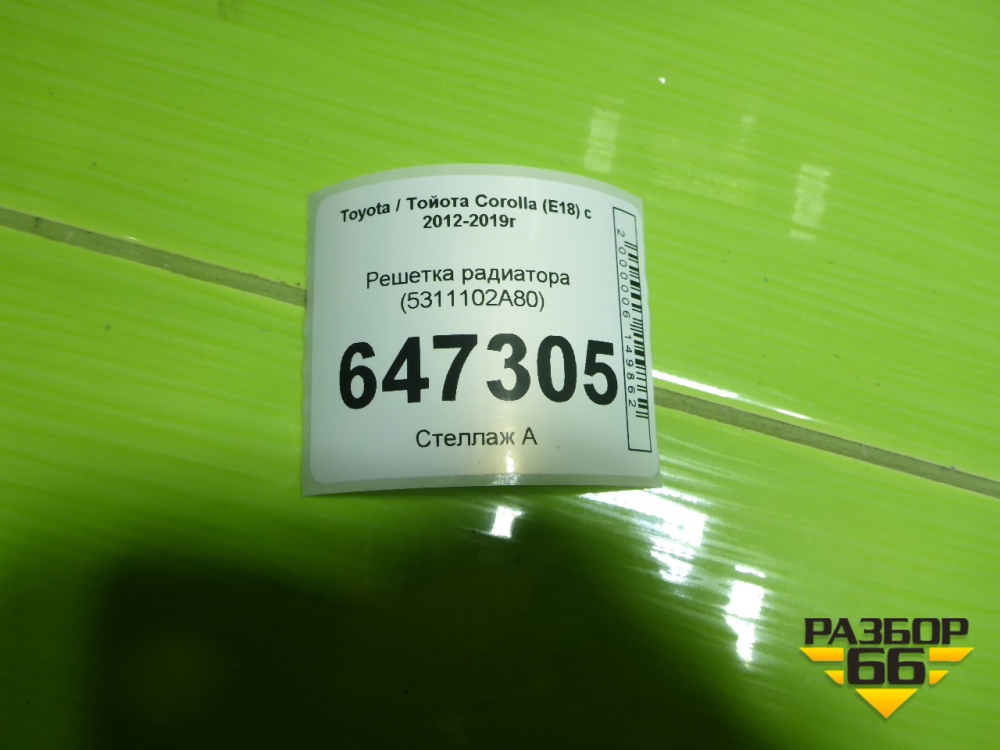 Toyota / Тойота Corolla (E18) с
2012-2019г
Решетка радиатора
(5311102A80)
647305
Стеллаж А
2000006149862
РАЗБОР
66